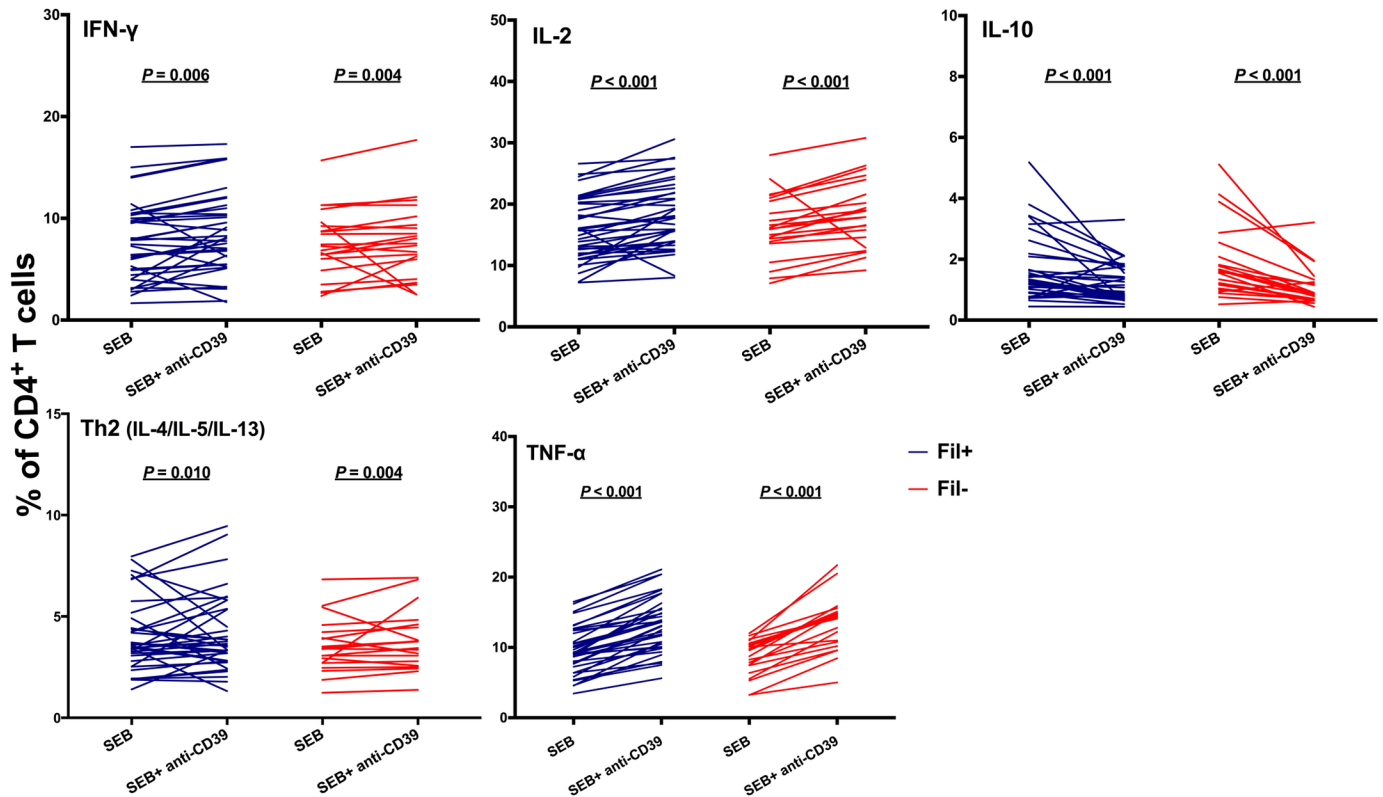 % of CD4+ T cells
IFN-γ
P = 0.006
P = 0.004
30
20
10
0
SEB
SEB+ anti-CD39
SEB
SEB+ anti-CD39
IL-2
P < 0.001
P < 0.001
50
40
30
20
10
0
SEB
SEB+ anti-CD39
SEB
SEB+ anti-CD39
IL-10
P < 0.001
P < 0.001
10
8
6
4
2
0
SEB
SEB+ anti-CD39
SEB
SEB+ anti-CD39
Th2 (IL-4/IL-5/IL-13)
P = 0.010
P = 0.004
15
10
5
0
SEB
SEB+ anti-CD39
SEB
SEB+ anti-CD39
TNF-α
P < 0.001
P < 0.001
40
30
20
10
0
SEB
SEB+ anti-CD39
SEB
SEB+ anti-CD39
Fil+
Fil-